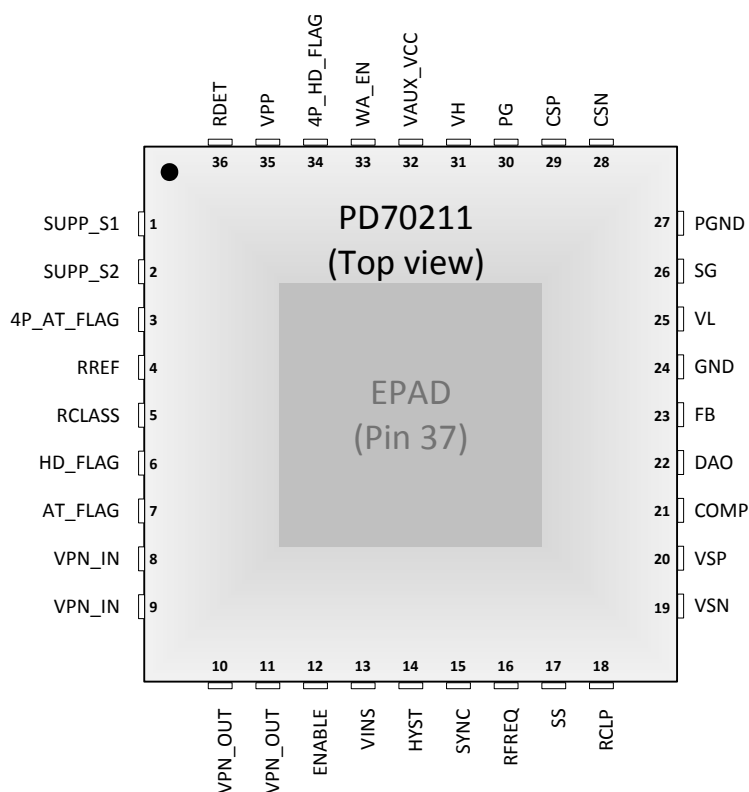 RDET
VPP
4P_HD_FLAG
WA_EN
VAUX_VCC
VH
PG
CSP
CSN
36 35 34 33 32 31 30 29 28
PD70211
(Top view)
SUPP_S1 1
SUPP_S2 2
4P_AT_FLAG 3
RREF 4
RCLASS 5
HD_FLAG 6
AT_FLAG 7
VPN_IN 8
VPN_IN 9
EPAD
(Pin 37)
27 PGND
26 SG
25 VL
24 GND
23 FB
22 DAO
21 COMP
20 VSP
19 VSN
10 11 12 13 14 15 16 17 18
VPN_OUT
VPN_OUT
ENABLE
VINS
HYST
SYNC
RFREQ
SS
RCLP